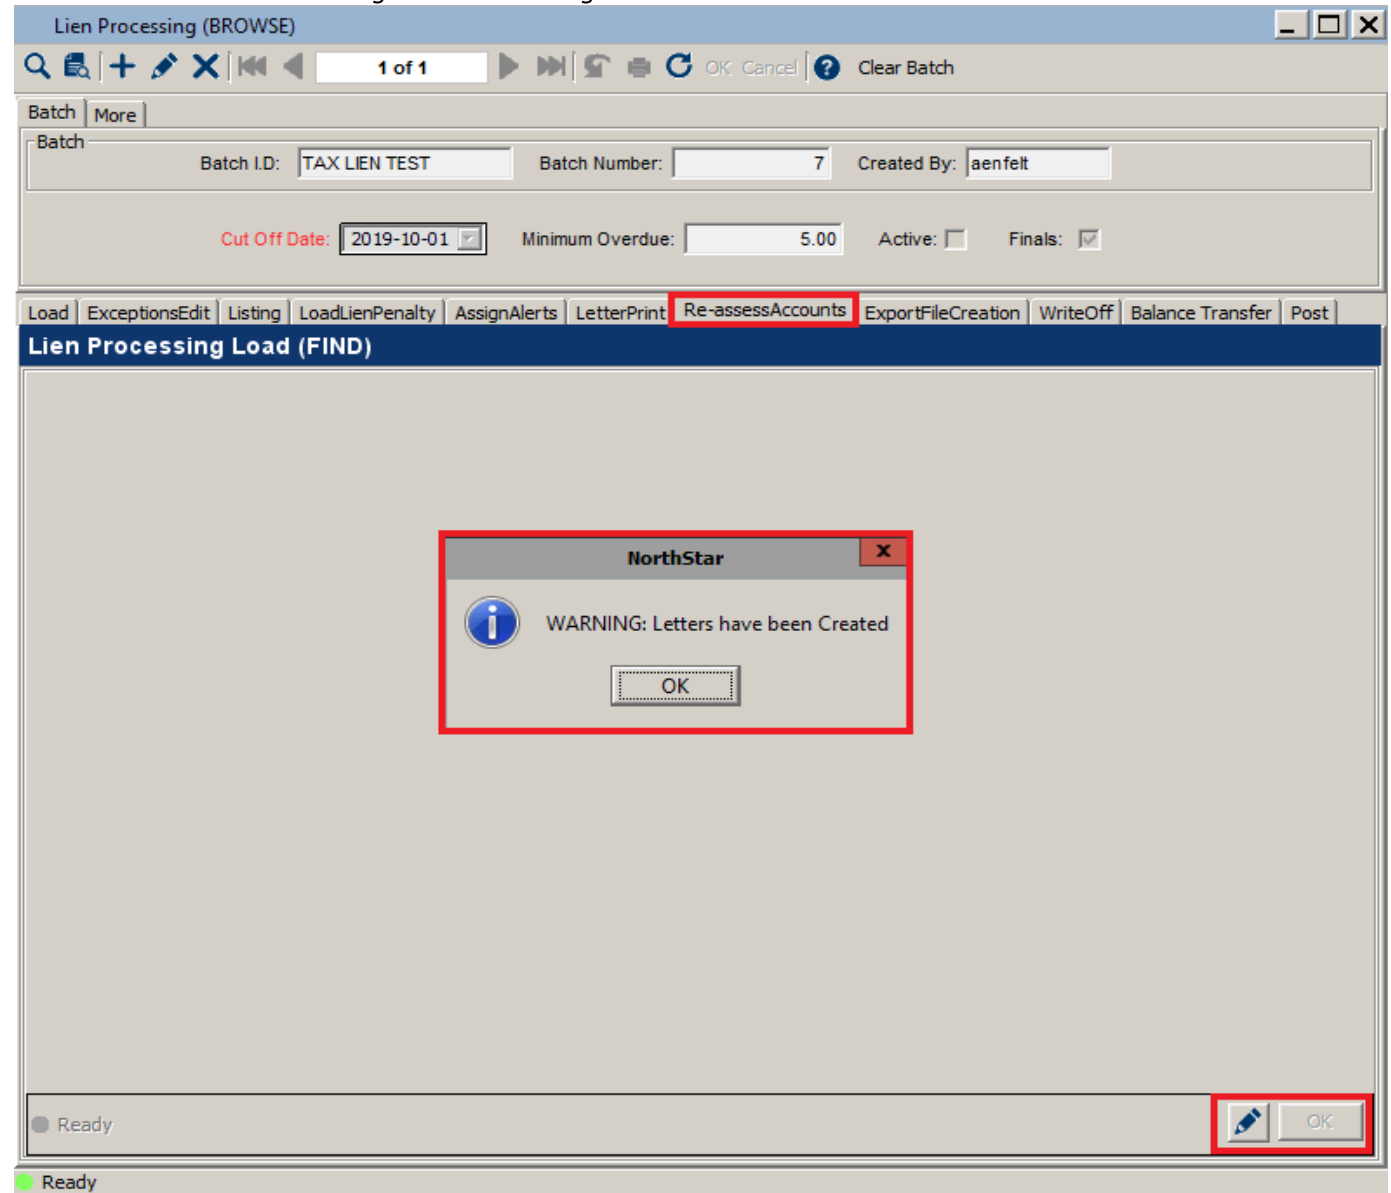 Lien Processing (BROWSE)
1 of 1 OK Cancel ? Clear Batch
Batch More
Batch
Batch I.D: TAX LIEN TEST Batch Number: 7 Created By: aenfelt
Cut Off Date: 2019-10-01 Minimum Overdue: 5.00 Active: Finals:
Load ExceptionsEdit Listing LoadLienPenalty AssignAlerts LetterPrint Re-assessAccounts ExportFileCreation WriteOff Balance Transfer Post
Lien Processing Load (FIND)
NorthStar x
i WARNING: Letters have been Created
OK
Ready OK
Ready